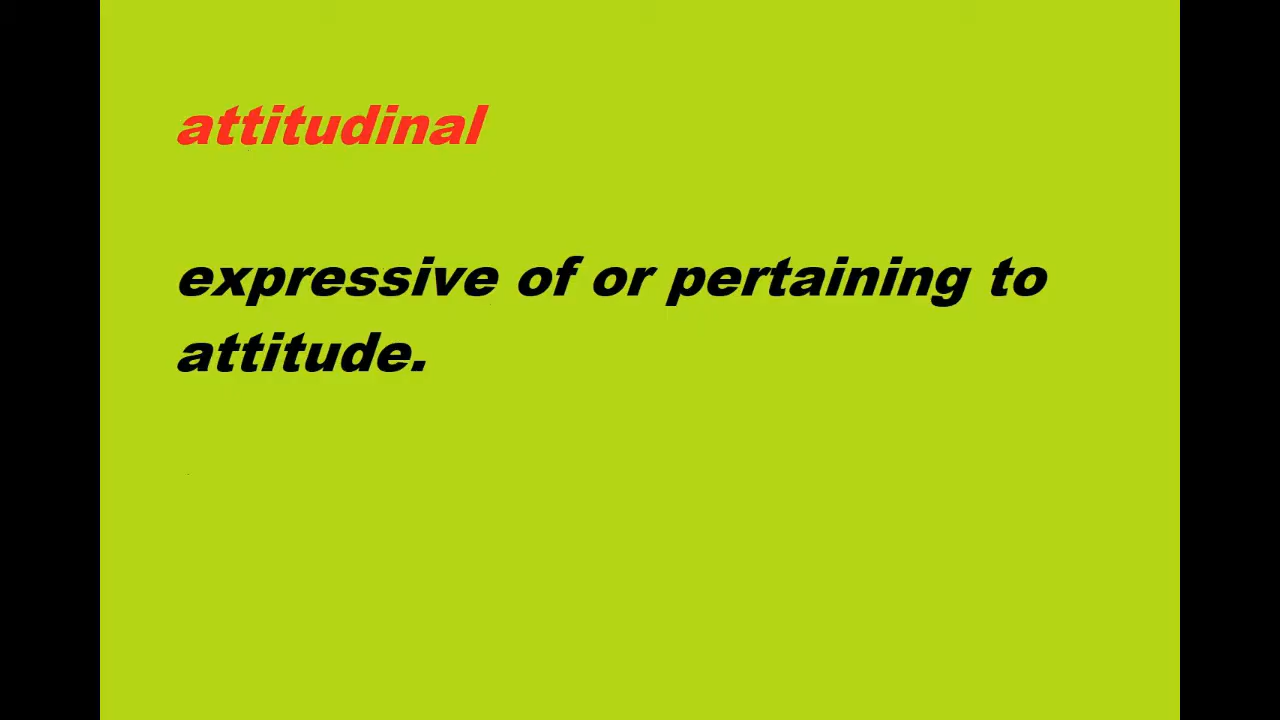 attitudinal
expressive of or pertaining to
attitude.